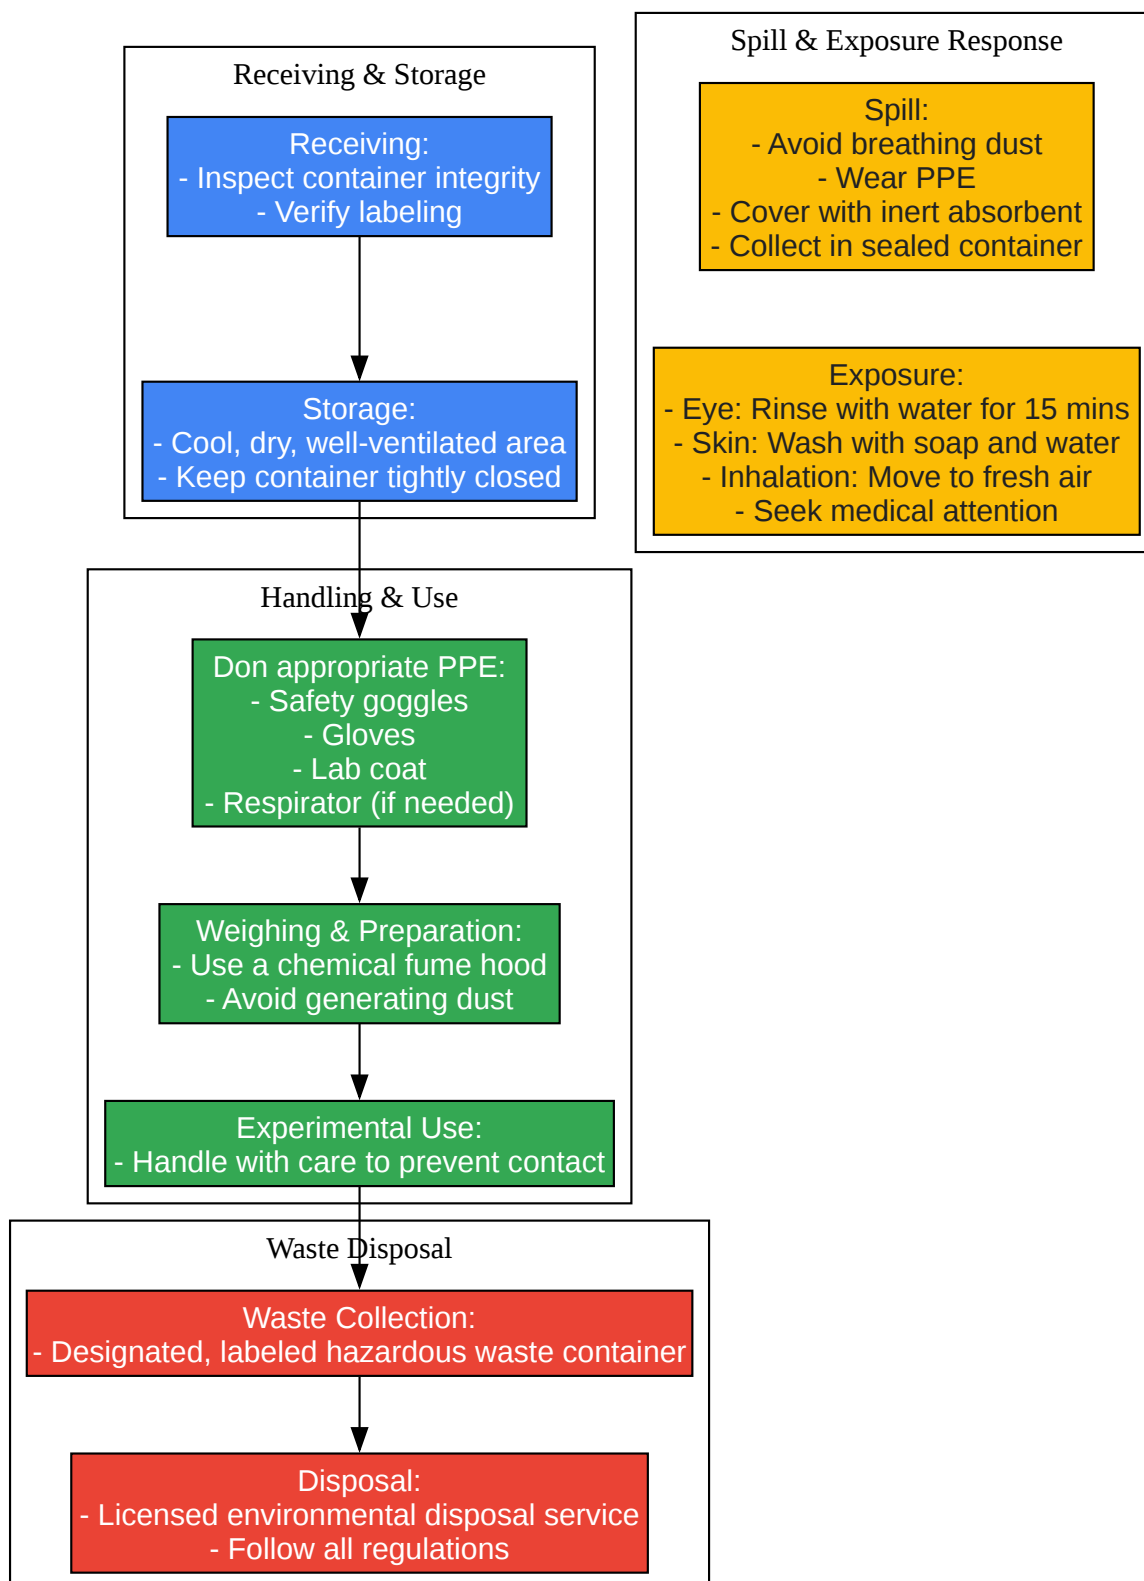 Receiving & Storage
Receiving:
- Inspect container integrity
- Verify labeling
Storage:
- Cool, dry, well-ventilated area
- Keep container tightly closed
Spill & Exposure Response
Spill:
- Avoid breathing dust
- Wear PPE
- Cover with inert absorbent
- Collect in sealed container
Exposure:
- Eye: Rinse with water for 15 mins
- Skin: Wash with soap and water
- Inhalation: Move to fresh air
- Seek medical attention
Handling & Use
Don appropriate PPE:
- Safety goggles
- Gloves
- Lab coat
- Respirator (if needed)
Weighing & Preparation:
- Use a chemical fume hood
- Avoid generating dust
Experimental Use:
- Handle with care to prevent contact
Waste Disposal
Waste Collection:
- Designated, labeled hazardous waste container
Disposal:
- Licensed environmental disposal service
- Follow all regulations